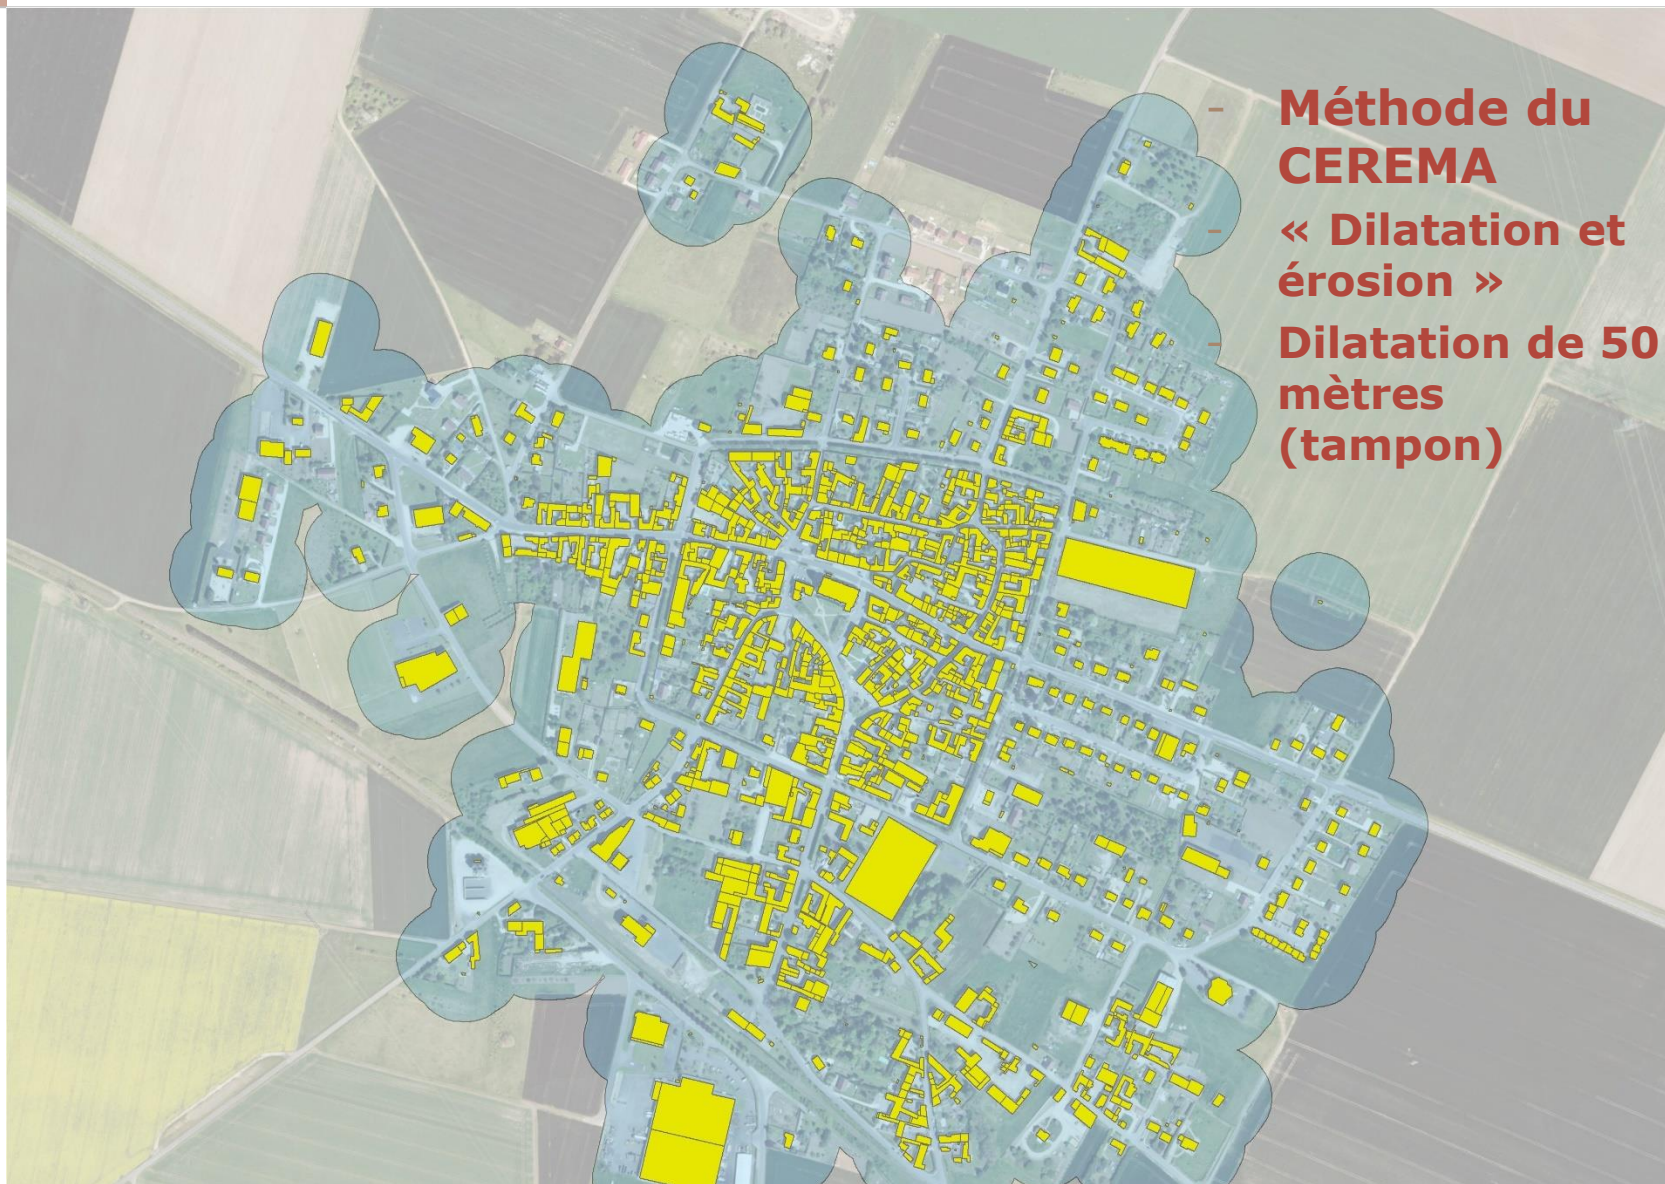 - Méthode du
CEREMA
- « Dilatation et
érosion »
- Dilatation de 50
mètres
(tampon)